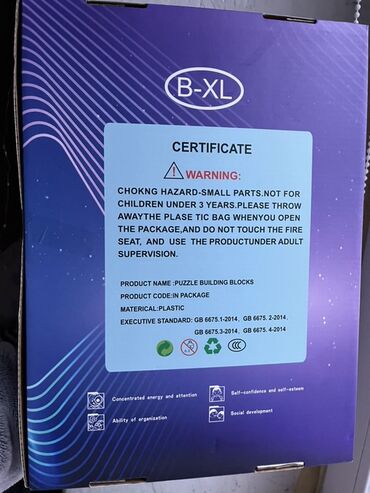 B-XL
CERTIFICATE
WARNING:
CHOKNG HAZARD-SMALL PARTS.NOT FOR
CHILDREN UNDER 3 YEARS.PLEASE THROW
AWAYTHE PLASE TIC BAG WHENYOU OPEN
THE PACKAGE,AND DO NOT TOUCH THE FIRE
SEAT, AND USE THE PRODUCTUNDER ADULT
SUPERVISION.
PRODUCT NAME :PUZZLE BUILDING BLOCKS
PRODUCT CODE:IN PACKAGE
MATERICAL:PLASTIC
EXECUTIVE STANDARD: GB 6675.1-2014、GB 6675. 2-2014、
GB 6675.3-2014、GB 6675. 4-2014
Concentrated energy and attention
Self-confidence and self-esteem
Ability of organization
Social development